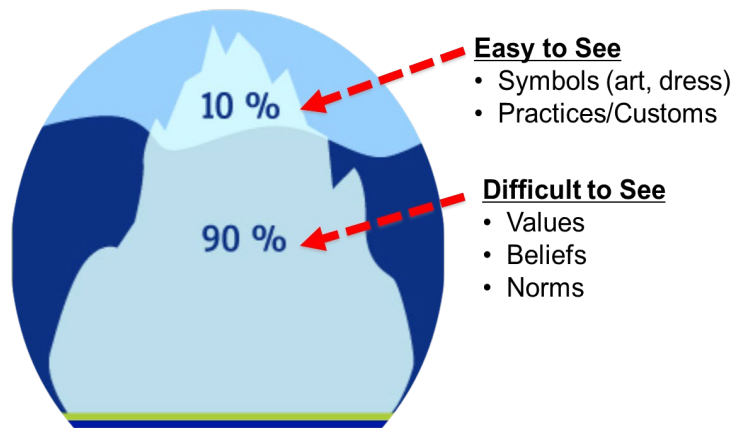 Easy to See
• Symbols (art, dress)
• Practices/Customs
10 %
Difficult to See
• Values
• Beliefs
• Norms
90 %